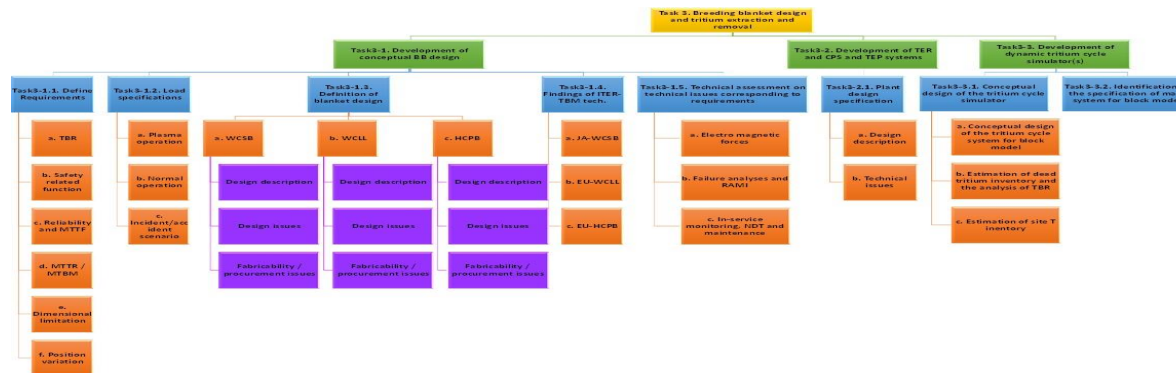 Task 3. Breeding blanket design
and tritium extraction and
removal
Task3-1. Development of
conceptual BB design
Task3-2. Development of TER
and CPS and TEP systems
Task3-3. Development of
dynamic tritium cycle
simulator(s)
Task3-1.1. Define
Requirements
Task3-1.2. Load
specifications
Task3-1.3.
Definition of
blanket design
Task3-1.4.
Findings of ITER-
TBM tech.
Task3-1.5. Technical assessment on
technical issues corresponding to
requirements
Task3-2.1. Plant
design
specification
Task3-3.1. Conceptual
design of the tritium cycle
simulator
Task3-3.2. Identification
the specification of
system for block
a. TBR
b. Safety
related
function
c. Reliability
and MTTF
d. MTTR /
MTBM
e.
Dimensional
limitation
f. Position
variation
a. Plasma
operation
b. Normal
operation
c.
Incident/acc
ident
scenario
a. WCSB
Design description
Design issues
Fabricability /
procurement issues
b. WCLL
Design description
Design issues
Fabricability /
procurement issues
c. HCPB
Design description
Design issues
Fabricability /
procurement issues
a. JA-WCSB
b. EU-WCLL
c. EU-HCPB
a. Electro magnetic
forces
b. Failure analyses and
RAMI
c. In-service
monitoring, NDT and
maintenance
a. Design
description
b. Technical
issues
a. Conceptual design of
the tritium cycle
system for block
model
b. Estimation of deed
tritium inventory and
the analysis of TBR
c. Estimation of site T
inentory